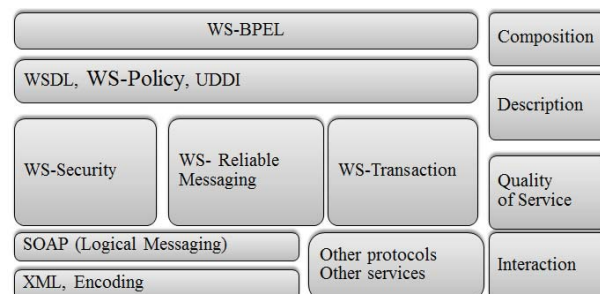 WS-BPEL
Composition
WSDL, WS-Policy, UDDI
Description
WS-Security
WS- Reliable
Messaging
WS-Transaction
Quality
of Service
SOAP (Logical Messaging)
Other protocols
Other services
Interaction
XML, Encoding